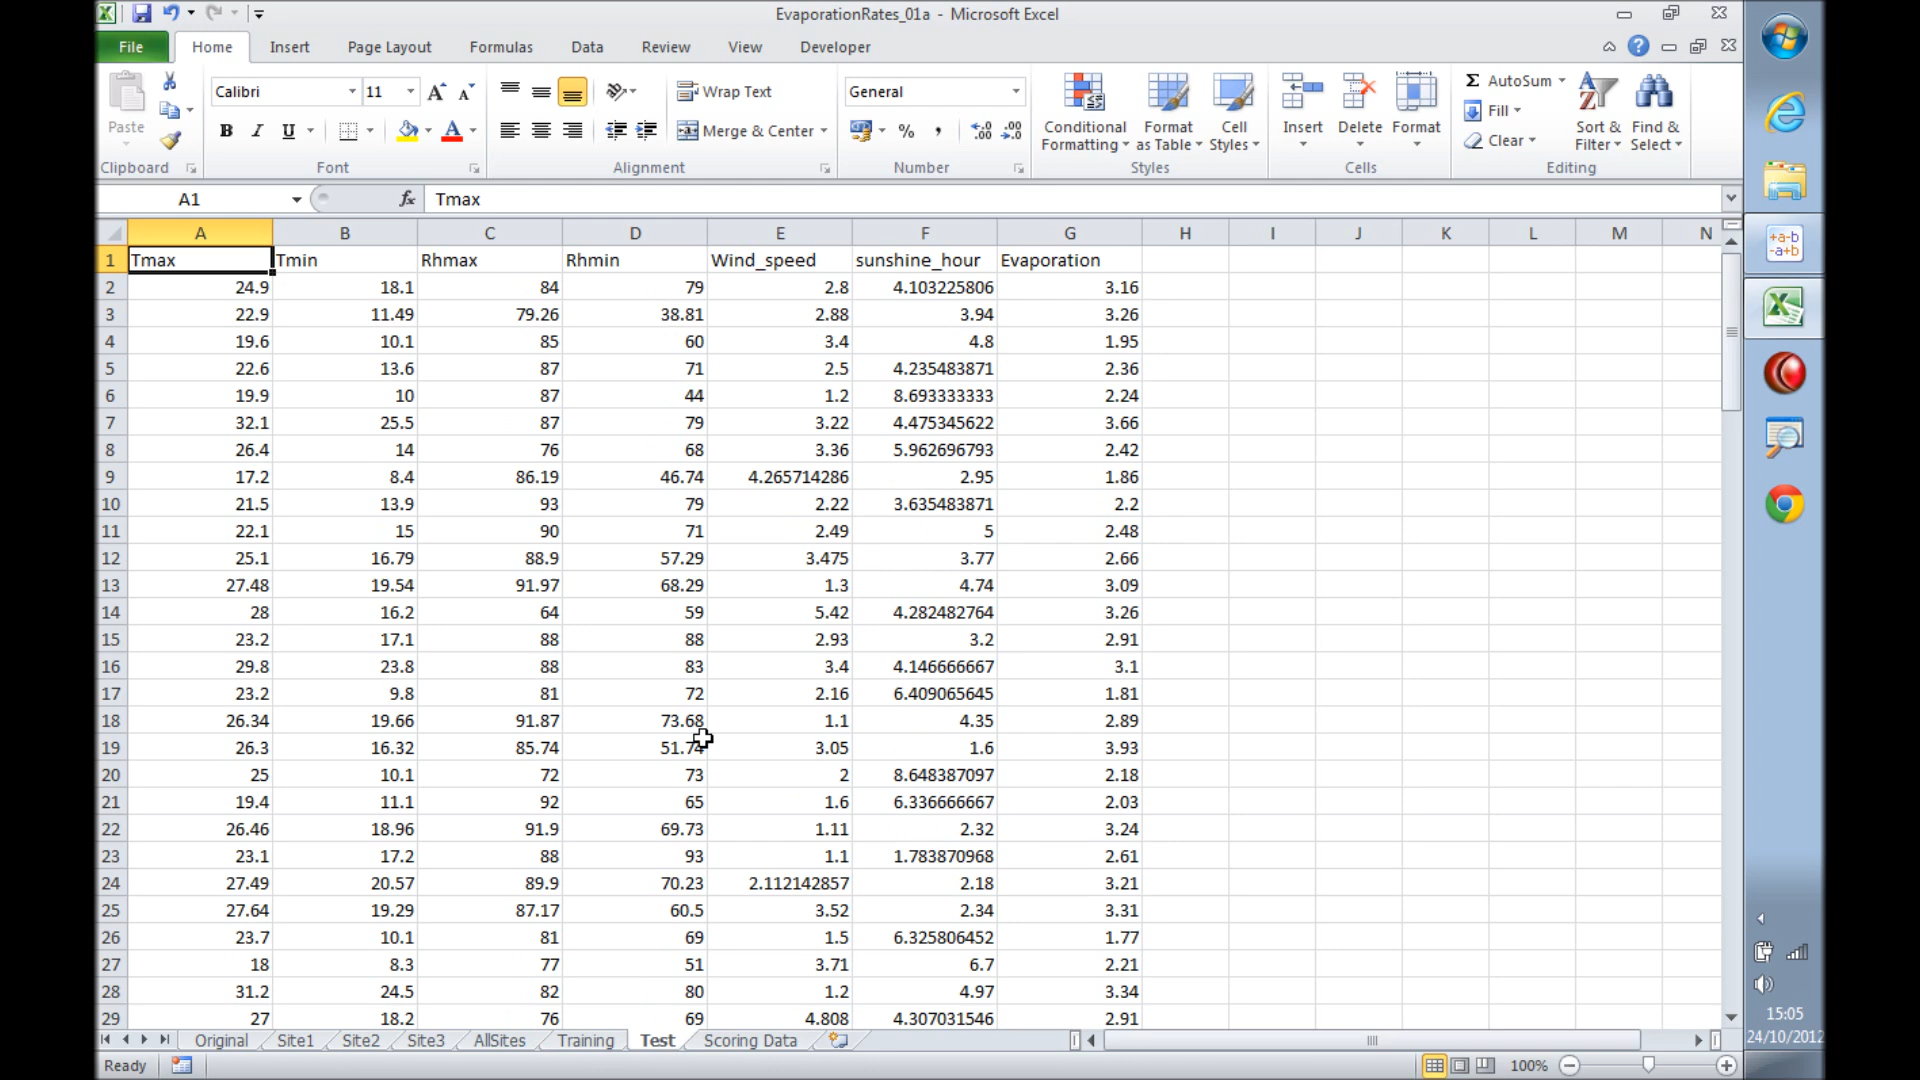 EvaporationRates_01a - Microsoft Excel
File Home Insert Page Layout Formulas Data Review View Developer
Calibri 11 Wrap Text General AutoSum
Fill
Paste Merge & Center Conditional Formatting Format as Table Cell Styles Insert Delete Format Clear Sort & Filter Find & Select
Clipboard Font Alignment Number Styles Cells Editing
A1 fx Tmax
A B C D E F G H I J K L M N
1 Tmax Tmin Rhmax Rhmin Wind_speed sunshine_hour Evaporation
2 24.9 18.1 84 79 2.8 4.103225806 3.16
3 22.9 11.49 79.26 38.81 2.88 3.94 3.26
4 19.6 10.1 85 60 3.4 4.8 1.95
5 22.6 13.6 87 71 2.5 4.235483871 2.36
6 19.9 10 87 44 1.2 8.693333333 2.24
7 32.1 25.5 87 79 3.22 4.475345622 3.66
8 26.4 14 76 68 3.36 5.962696793 2.42
9 17.2 8.4 86.19 46.74 4.265714286 2.95 1.86
10 21.5 13.9 93 79 2.22 3.635483871 2.2
11 22.1 15 90 71 2.49 5 2.48
12 25.1 16.79 88.9 57.29 3.475 3.77 2.66
13 27.48 19.54 91.97 68.29 1.3 4.74 3.09
14 28 16.2 64 59 5.42 4.282482764 3.26
15 23.2 17.1 88 88 2.93 3.2 2.91
16 29.8 23.8 88 83 3.4 4.146666667 3.1
17 23.2 9.8 81 72 2.16 6.409065645 1.81
18 26.34 19.66 91.87 73.68 1.1 4.35 2.89
19 26.3 16.32 85.74 51.74 3.05 1.6 3.93
20 25 10.1 72 73 2 8.648387097 2.18
21 19.4 11.1 92 65 1.6 6.336666667 2.03
22 26.46 18.96 91.9 69.73 1.11 2.32 3.24
23 23.1 17.2 88 93 1.1 1.783870968 2.61
24 27.49 20.57 89.9 70.23 2.112142857 2.18 3.21
25 27.64 19.29 87.17 60.5 3.52 2.34 3.31
26 23.7 10.1 81 69 1.5 6.325806452 1.77
27 18 8.3 77 51 3.71 6.7 2.21
28 31.2 24.5 82 80 1.2 4.97 3.34
29 27 18.2 76 69 4.808 4.307031546 2.91
Original Site1 Site2 Site3 AllSites Training Test Scoring Data
Ready 100%
+a-b
-a+b
15:05
24/10/2012